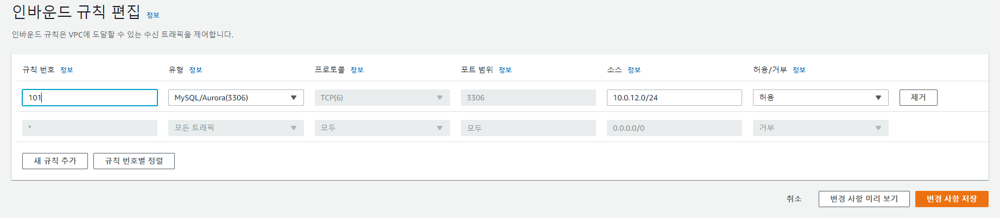 인바운드 규칙 편집 정보
인바운드 규칙은 VPC에 도달할 수 있는 수신 트래픽을 제어합니다.
규칙 번호 정보 유형 정보 프로토콜 정보 포트 범위 정보 소스 정보 허용/거부 정보
101 MySQL/Aurora(3306) TCP(6) 3306 10.0.12.0/24 허용 제거
* 모든 트래픽 모두 모두 0.0.0.0/0 거부
새 규칙 추가 규칙 번호별 정렬
취소 변경 사항 미리 보기 변경 사항 저장